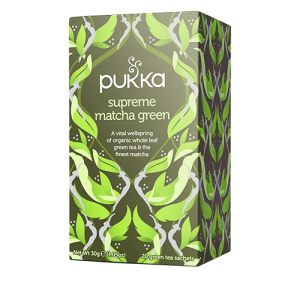 pukka
supreme
matcha green
A vital wellspring
of organic whole leaf
green tea & the
finest matcha
Net Wt 30g
green tea sachets